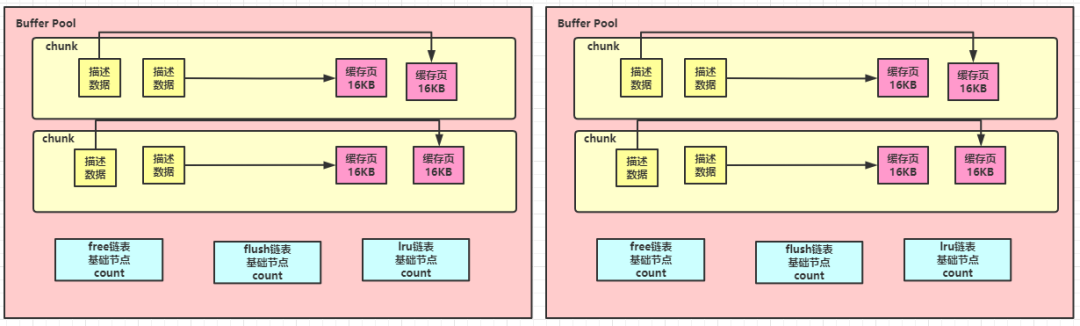 Buffer Pool
chunk
描述
数据
描述
数据
缓存页
16KB
缓存页
16KB
chunk
描述
数据
描述
数据
缓存页
16KB
缓存页
16KB
free链表
基础节点
count
flush链表
基础节点
count
lru链表
基础节点
count
Buffer Pool
chunk
描述
数据
描述
数据
缓存页
16KB
缓存页
16KB
chunk
描述
数据
描述
数据
缓存页
16KB
缓存页
16KB
free链表
基础节点
count
flush链表
基础节点
count
lru链表
基础节点
count